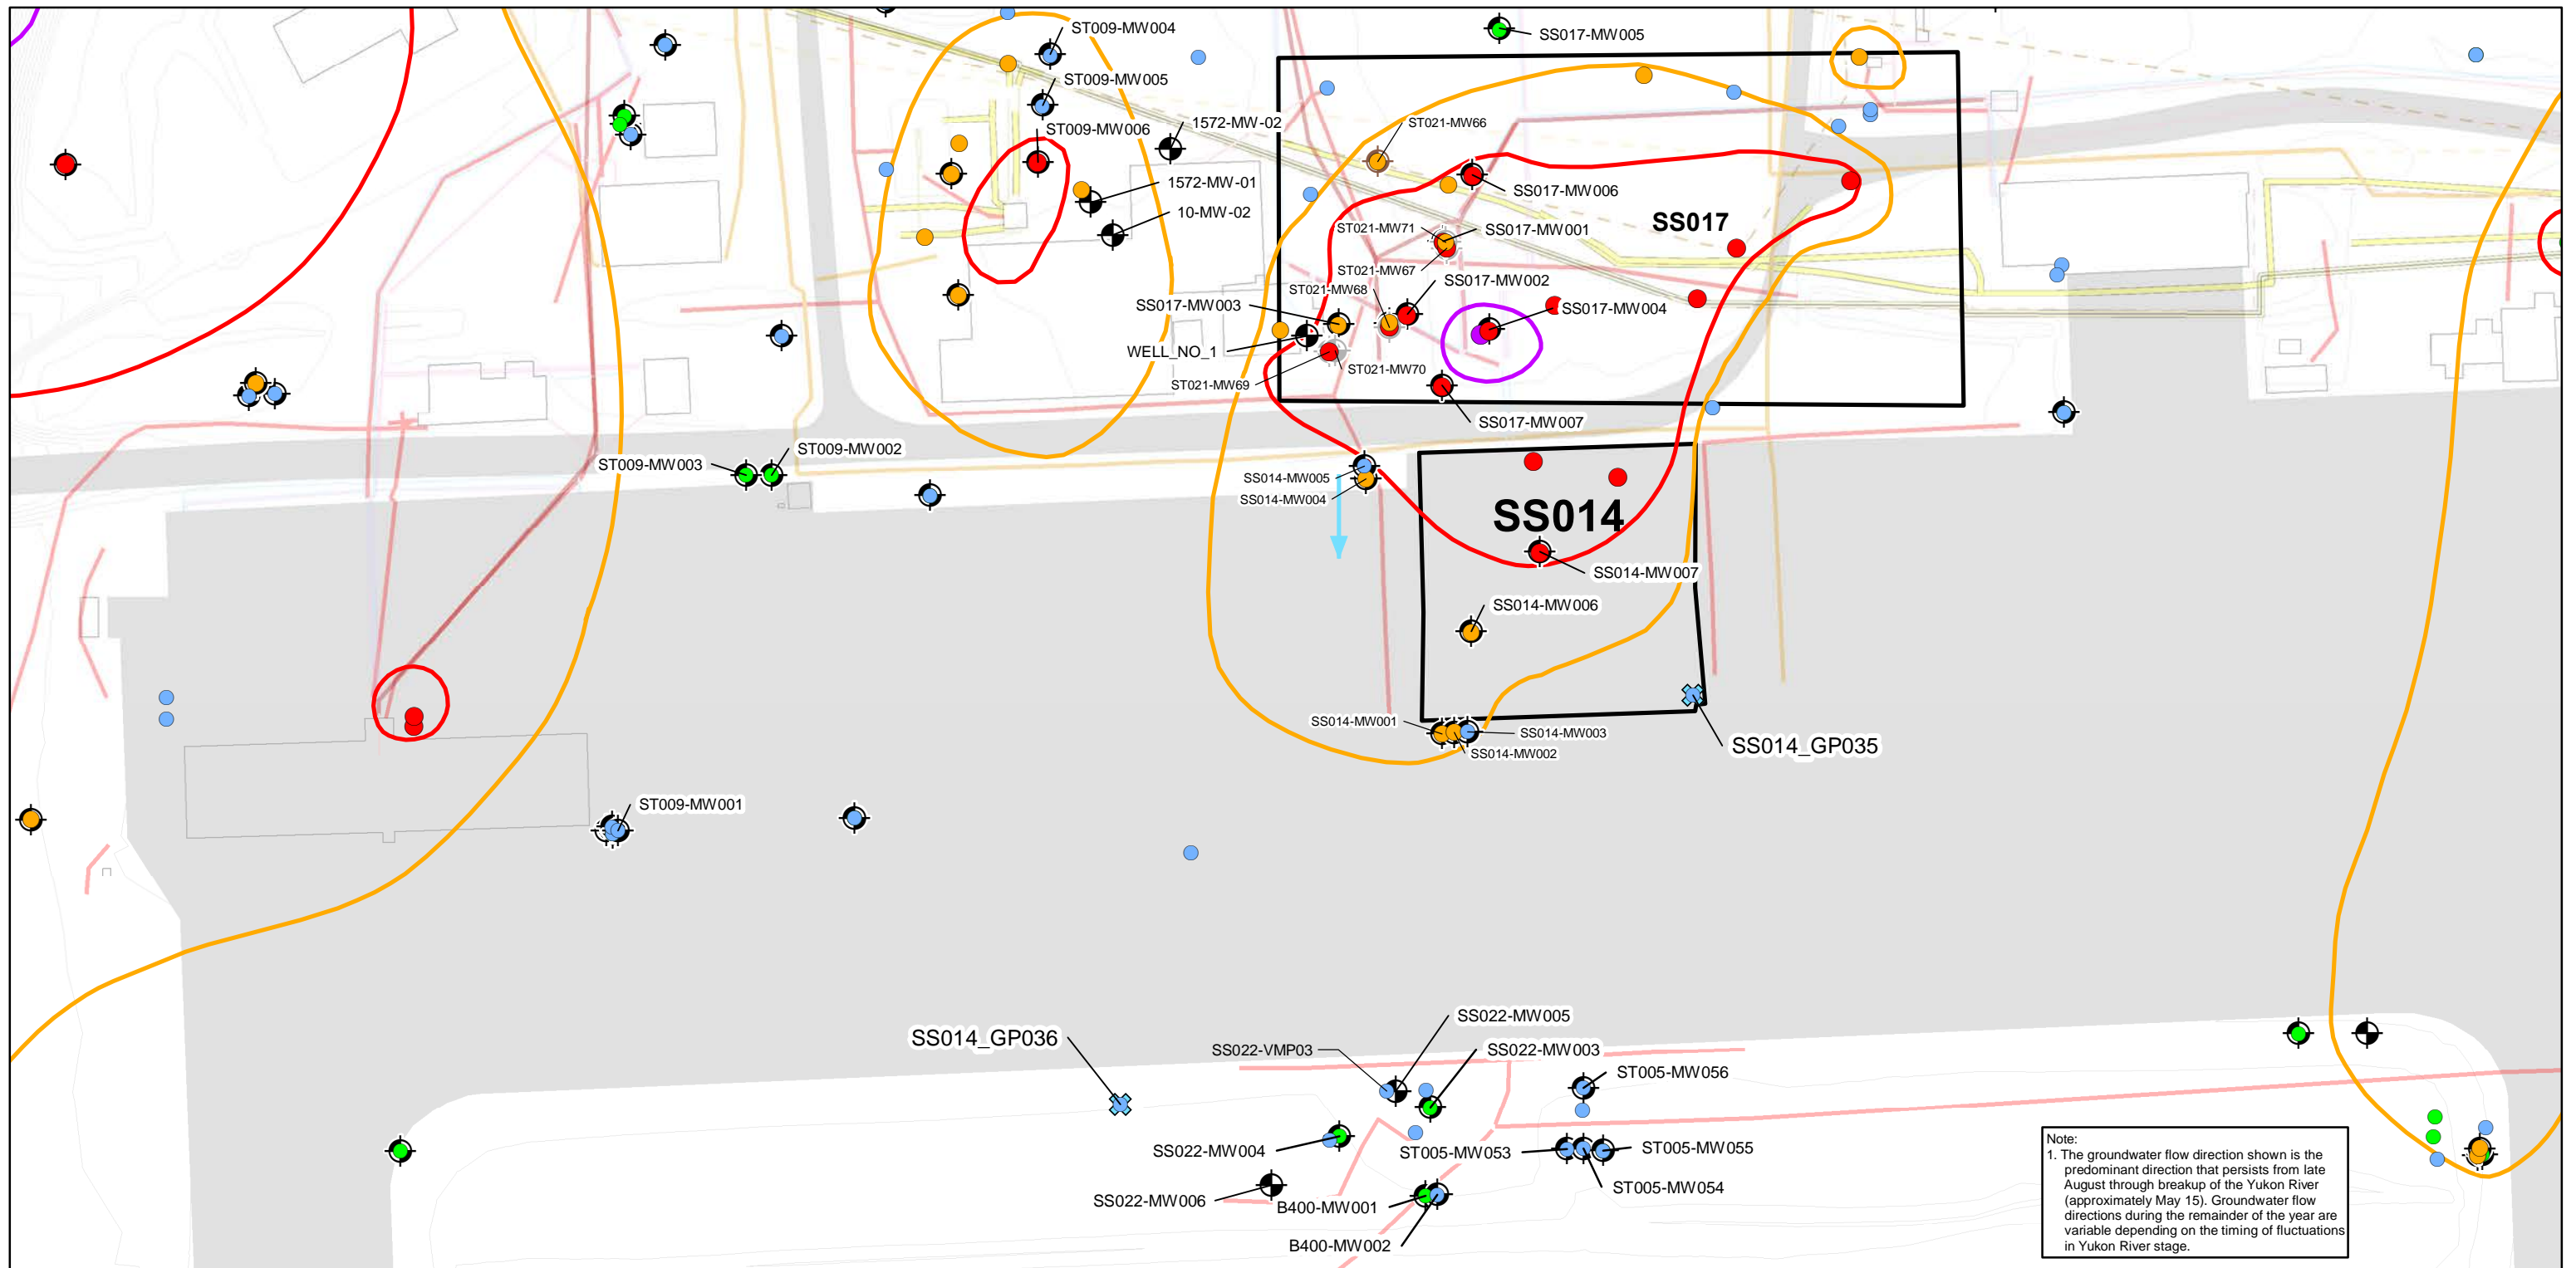 ST009-MW004
SS017-MW005
ST009-MW005
1572-MW-02
ST009-MW006
ST021-MW66
1572-MW-01
SS017-MW006
10-MW-02
SS017
ST021-MW71
SS017-MW001
ST021-MW67
SS017-MW002
ST021-MW68
SS017-MW003
SS017-MW004
WELL_NO_1
ST021-MW70
ST021-MW69
SS017-MW007
ST009-MW002
ST009-MW003
SS014-MW005
SS014-MW004
SS014
SS014-MW007
SS014-MW006
SS014-MW001
SS014-MW003
SS014-MW002
SS014_GP035
ST009-MW001
SS022-MW005
SS014_GP036
SS022-VMP03
SS022-MW003
ST005-MW056
SS022-MW004
ST005-MW053
ST005-MW055
ST005-MW054
SS022-MW006
B400-MW001
B400-MW002
Note:
1. The groundwater flow direction shown is the
predominant direction that persists from late
August through breakup of the Yukon River
(approximately May 15). Groundwater flow
directions during the remainder of the year are
variable depending on the timing of fluctuations
in Yukon River stage.